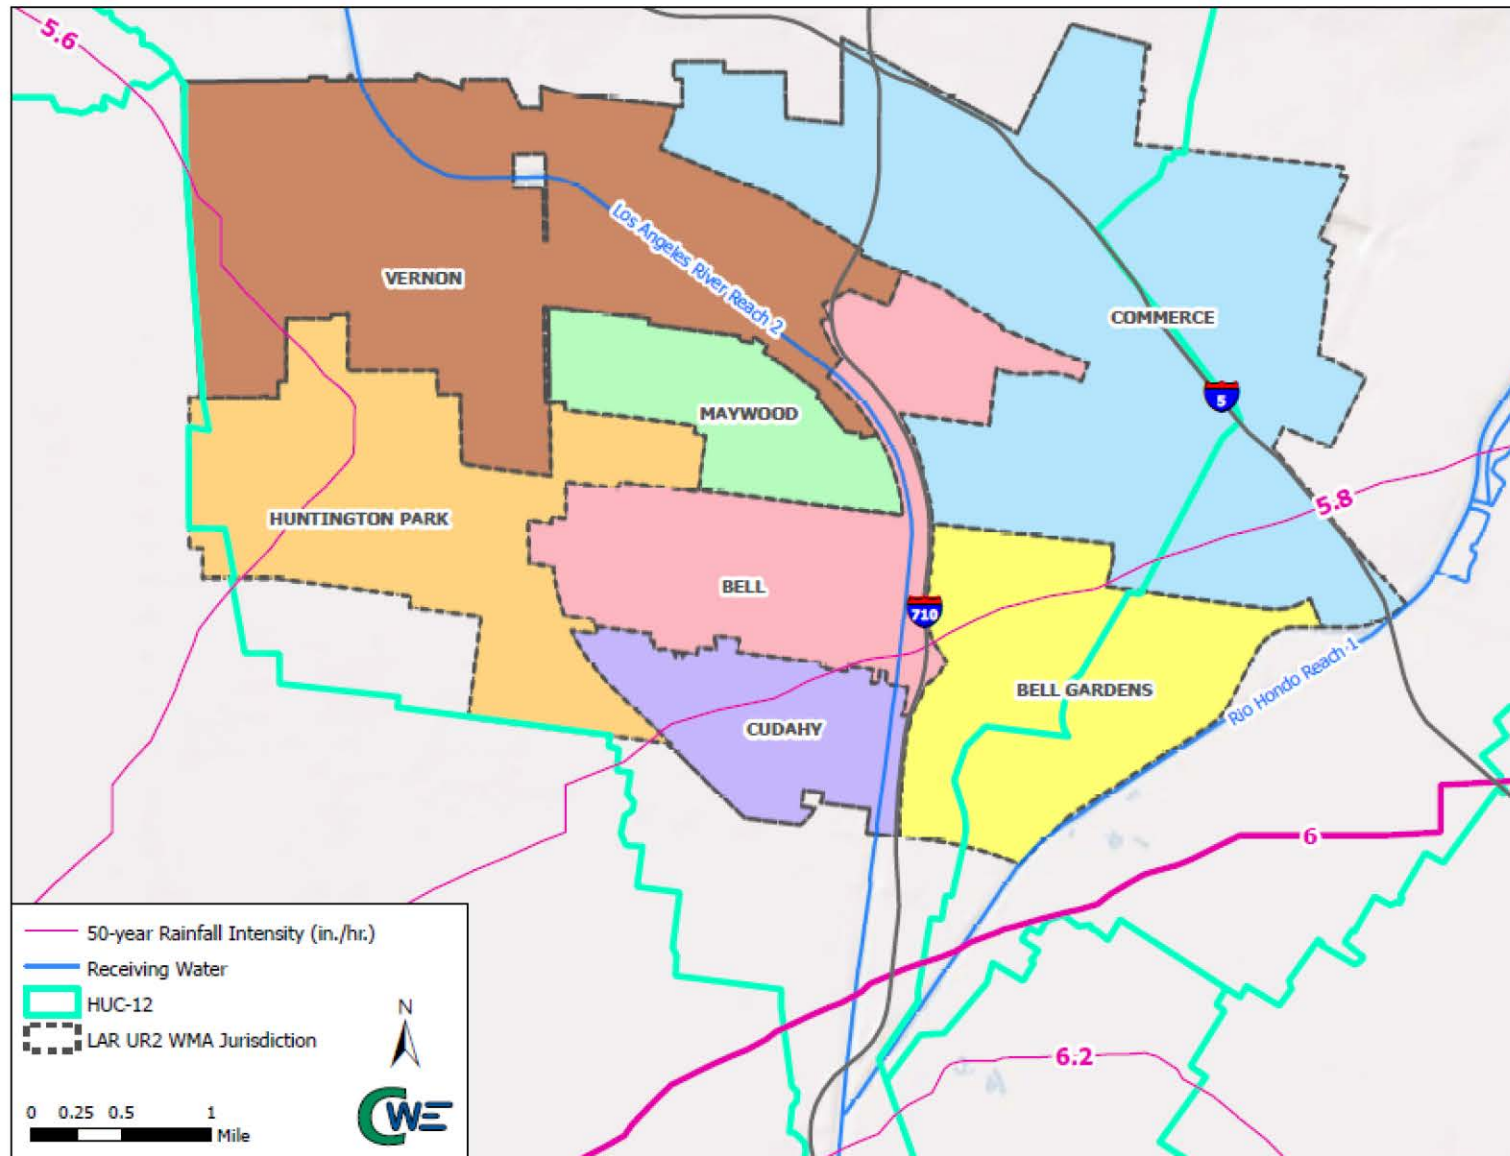 5.6
Los Angeles River Reach 2
VERNON
COMMERCE
5
MAYWOOD
5.8
HUNTINGTON PARK
BELL
710
BELL GARDENS
Rio Hondo Reach 1
CUDAHY
6
6.2
50-year Rainfall Intensity (in./hr.)
Receiving Water
HUC-12
LAR UR2 WMA Jurisdiction
N
0 0.25 0.5 1
Mile
CWE